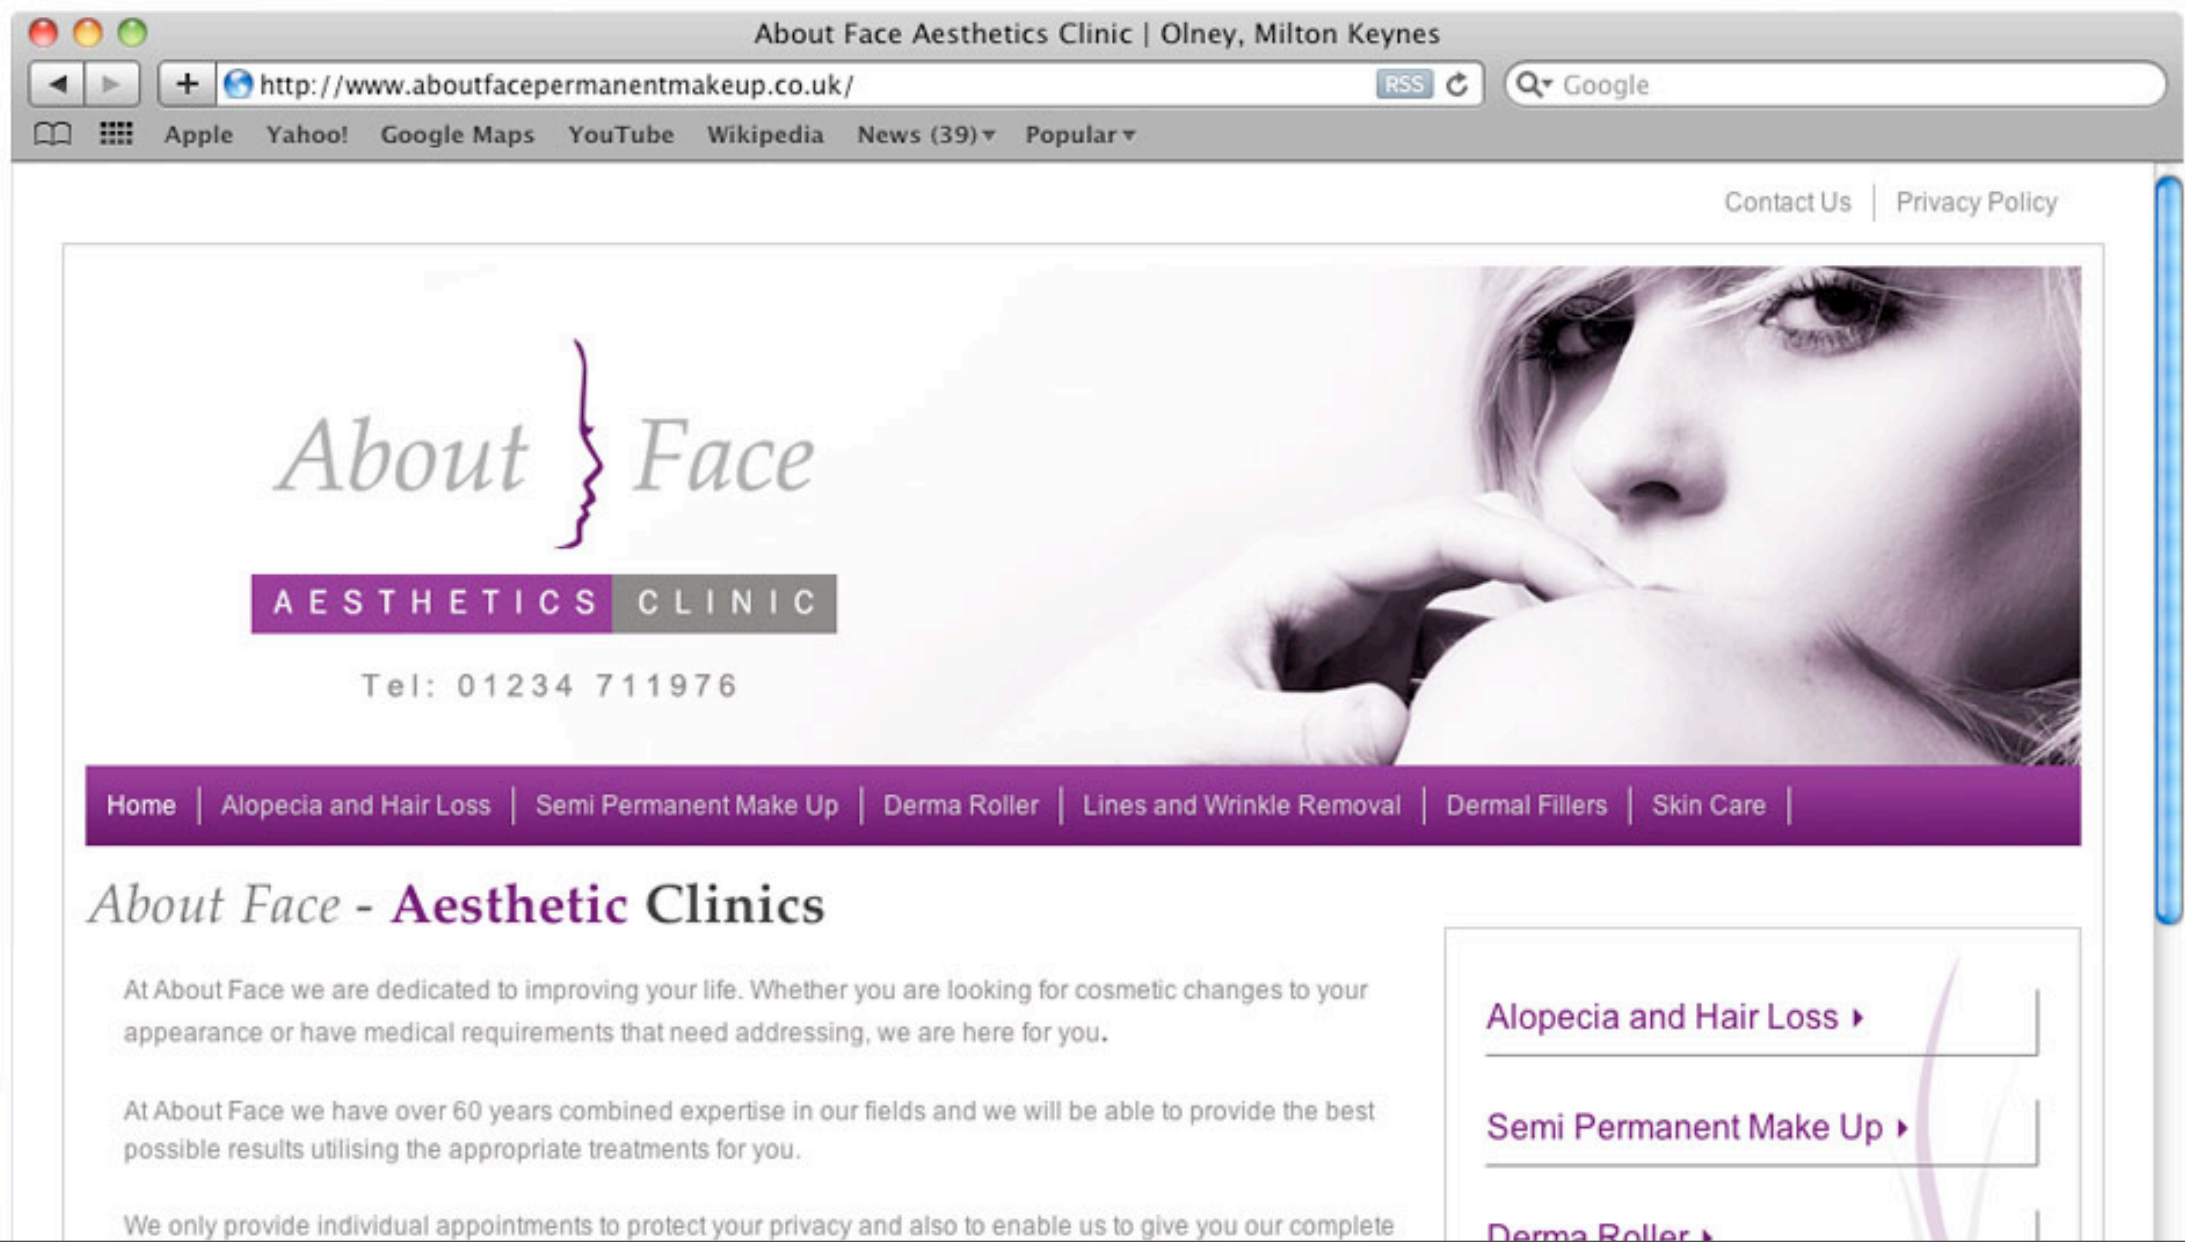 About Face Aesthetics Clinic | Olney, Milton Keynes
http://www.aboutfacepermanentmakeup.co.uk/ RSS Google
Apple Yahoo! Google Maps YouTube Wikipedia News (39) Popular
Contact Us Privacy Policy
About Face
AESTHETICS CLINIC
Tel: 01234 711976
Home Alopecia and Hair Loss Semi Permanent Make Up Derma Roller Lines and Wrinkle Removal Dermal Fillers Skin Care
About Face - Aesthetic Clinics
At About Face we are dedicated to improving your life. Whether you are looking for cosmetic changes to your
appearance or have medical requirements that need addressing, we are here for you.
At About Face we have over 60 years combined expertise in our fields and we will be able to provide the best
possible results utilising the appropriate treatments for you.
We only provide individual appointments to protect your privacy and also to enable us to give you our complete
Alopecia and Hair Loss
Semi Permanent Make Up
Derma Roller